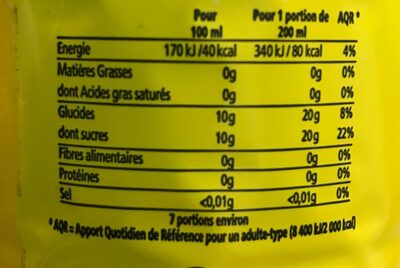 Pour 100 ml Pour 1 portion de 200 ml AQR *
Energie 170 kJ/40 kcal 340 kJ/80 kcal 4%
Matières Grasses 0g 0g 0%
dont Acides gras saturés 0g 0g 0%
Glucides 10g 20g 8%
dont sucres 10g 20g 22%
Fibres alimentaires 0g 0g 0%
Protéines 0g 0g 0%
Sel <0,01g <0,01g 0%
7 portions environ
* AQR = Apport Quotidien de Référence pour un adulte-type (8 400 kJ/2 000 kcal)